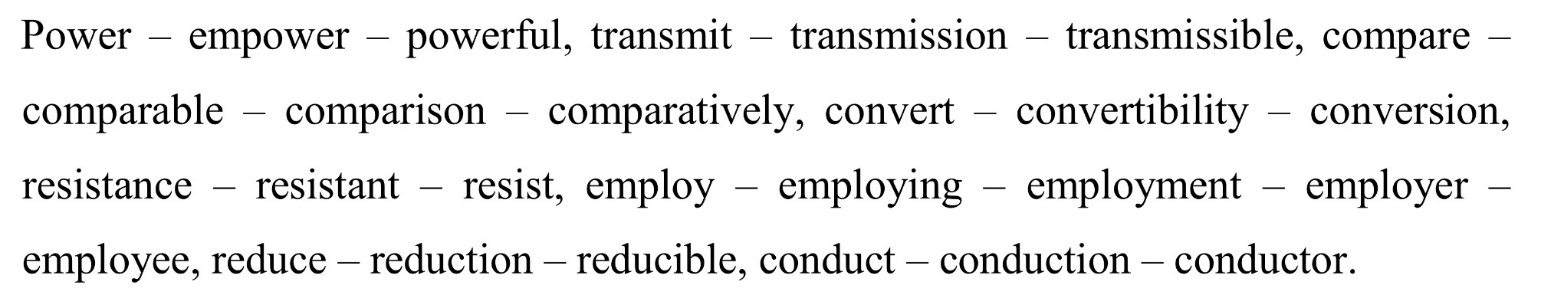 Power – empower – powerful, transmit – transmission – transmissible, compare –
comparable – comparison – comparatively, convert – convertibility – conversion,
resistance – resistant – resist, employ – employing – employment – employer –
employee, reduce – reduction – reducible, conduct – conduction – conductor.